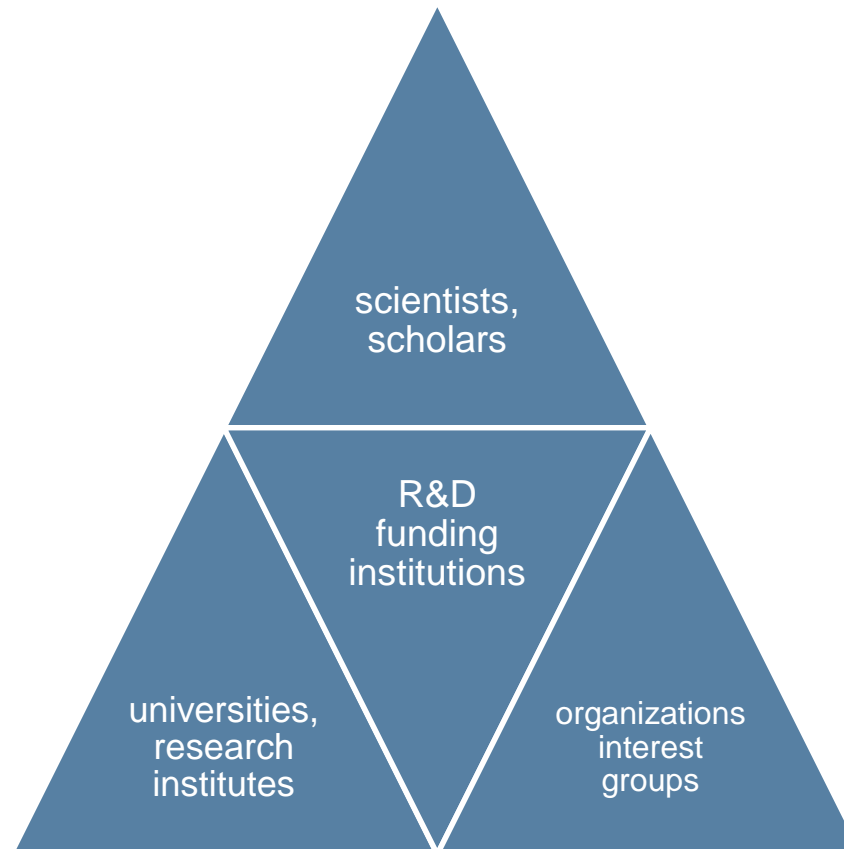 scientists,
scholars
R&D
funding
institutions
universities,
research
institutes
organizations
interest
groups